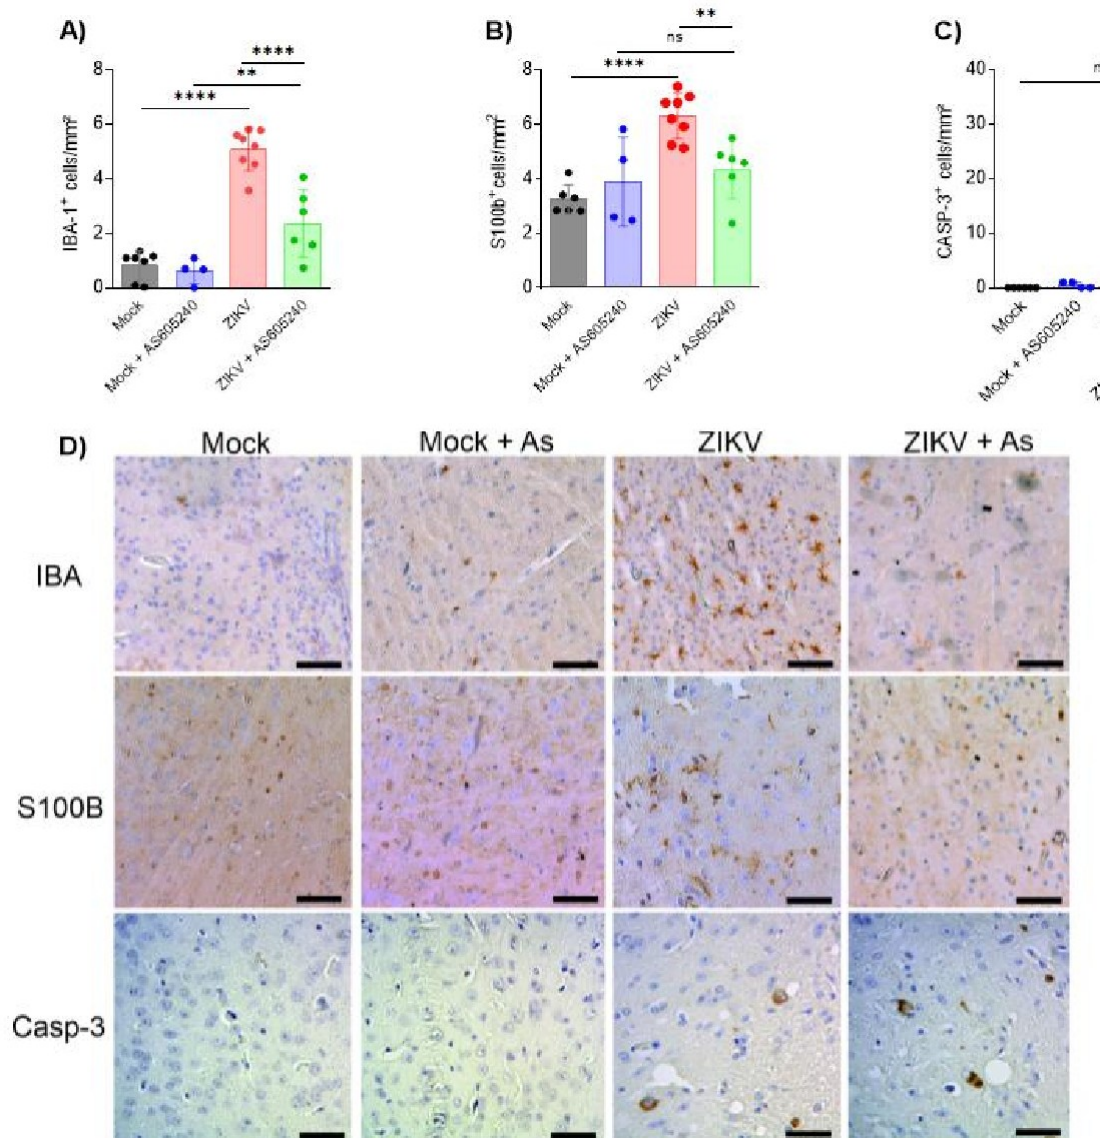 A)
****
**
****
IBA-1⁺ cells/mm²
8
6
4
2
0
Mock
Mock + AS605240
ZIKV
ZIKV + AS605240
B)
**
ns
****
S100b⁺ cells/mm²
8
6
4
2
0
Mock
Mock + AS605240
ZIKV
ZIKV + AS605240
C)
CASP-3⁺ cells/mm²
40
30
20
10
0
Mock
Mock + AS605240
D)
Mock
Mock + As
ZIKV
ZIKV + As
IBA
S100B
Casp-3